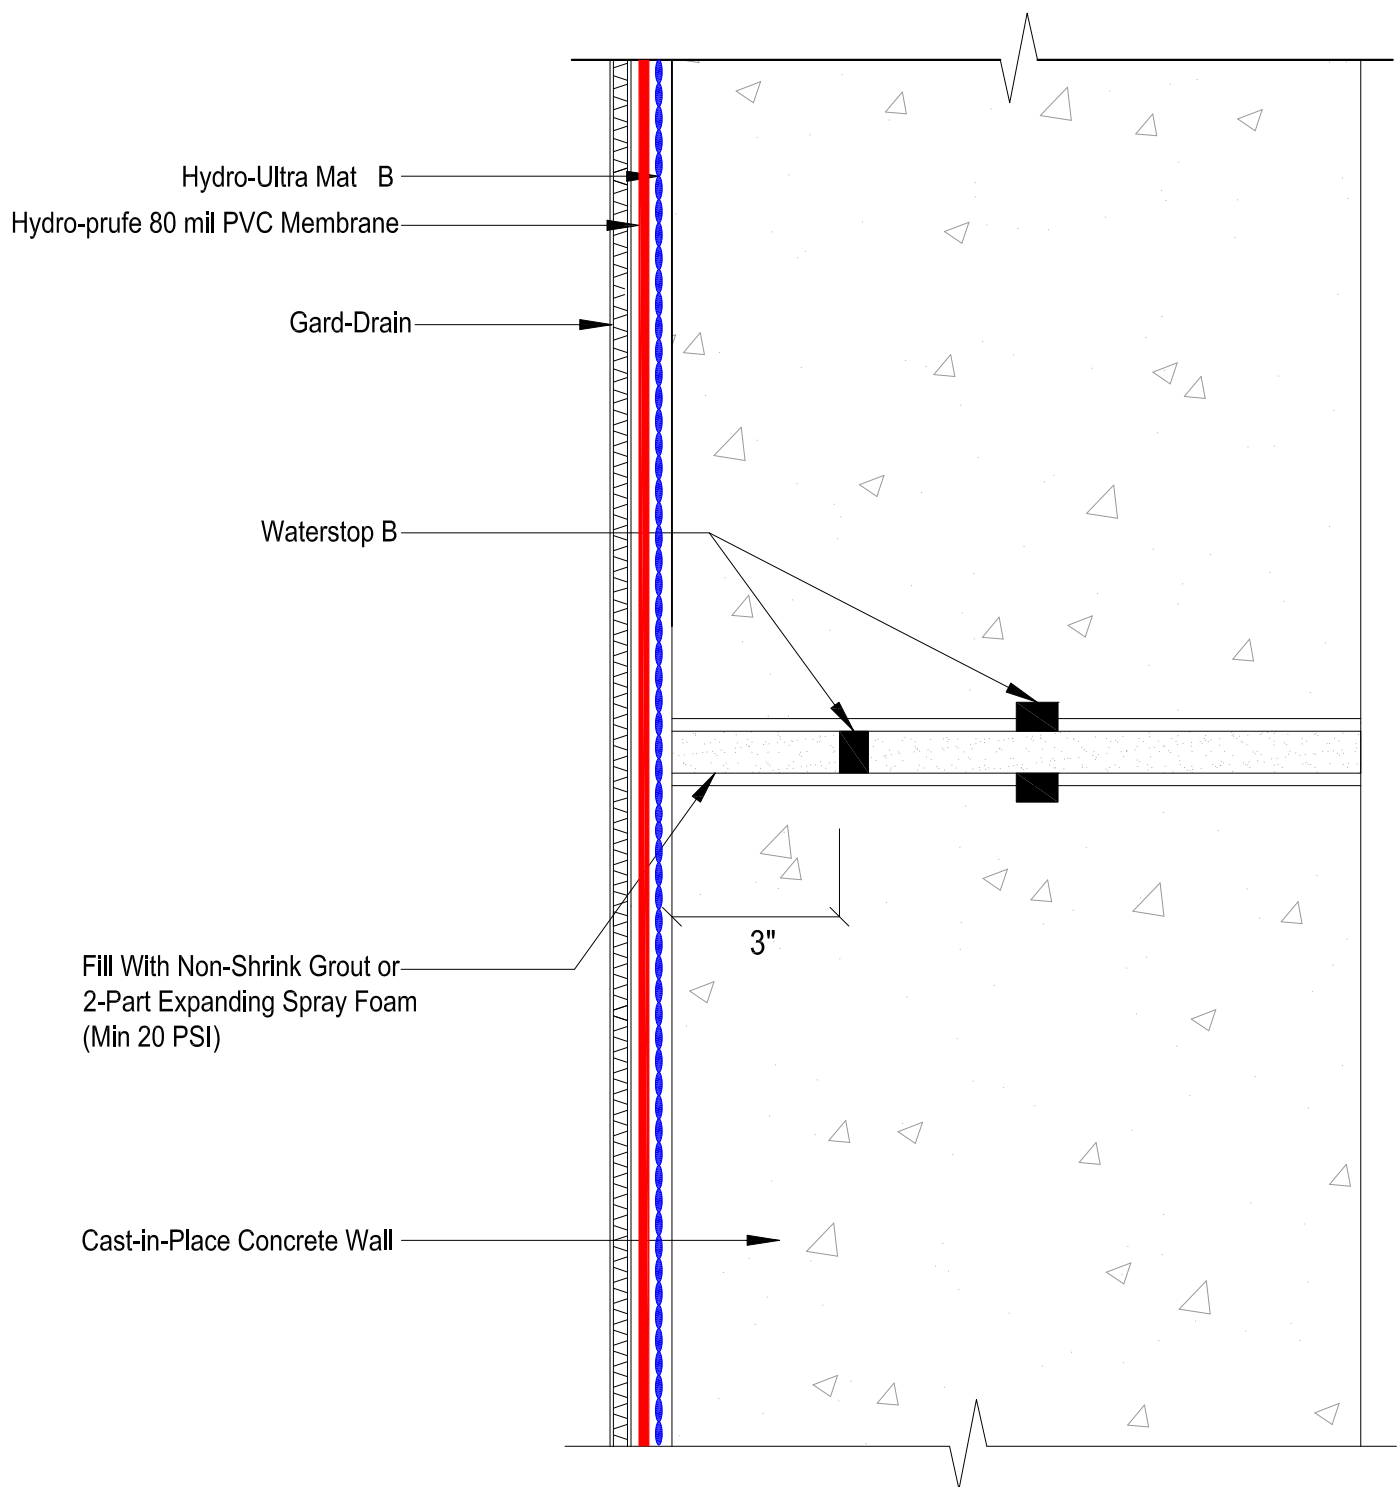 Hydro-Ultra Mat B
Hydro-prufe 80 mil PVC Membrane
Gard-Drain
Waterstop B
3"
Fill With Non-Shrink Grout or
2-Part Expanding Spray Foam
(Min 20 PSI)
Cast-in-Place Concrete Wall